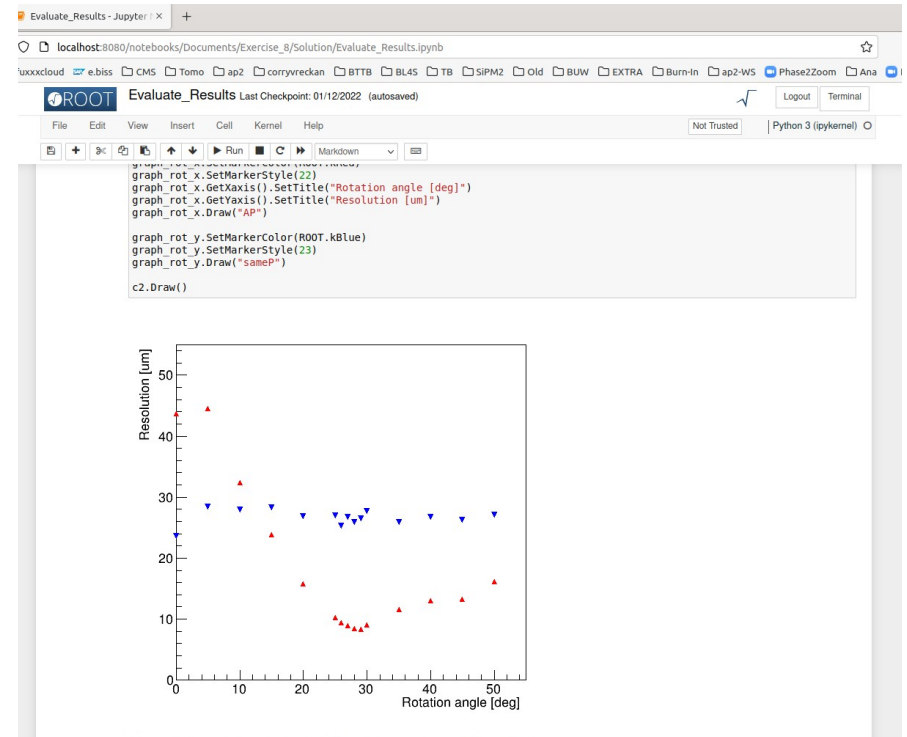 Evaluate_Results - Jupyter
localhost:8080/notebooks/Documents/Exercise_8/Solution/Evaluate_Results.ipynb
uxxxcloud e.biss CMS Tomo ap2 corryvreckan BTTB BL4S TB SiPM2 Old BUW EXTRA Burn-In ap2-WS Phase2Zoom Ana
ROOT Evaluate_Results Last Checkpoint: 01/12/2022 (autosaved) Logout Terminal
File Edit View Insert Cell Kernel Help Not Trusted Python 3 (ipykernel)
Run Markdown
graph_rot_x.SetMarkerColor(ROOT.kRed)
graph_rot_x.SetMarkerStyle(22)
graph_rot_x.GetXaxis().SetTitle("Rotation angle [deg]")
graph_rot_x.GetYaxis().SetTitle("Resolution [um]")
graph_rot_x.Draw("AP")
graph_rot_y.SetMarkerColor(ROOT.kBlue)
graph_rot_y.SetMarkerStyle(23)
graph_rot_y.Draw("sameP")
c2.Draw()
Resolution [um]
50
40
30
20
10
0
0 10 20 30 40 50
Rotation angle [deg]